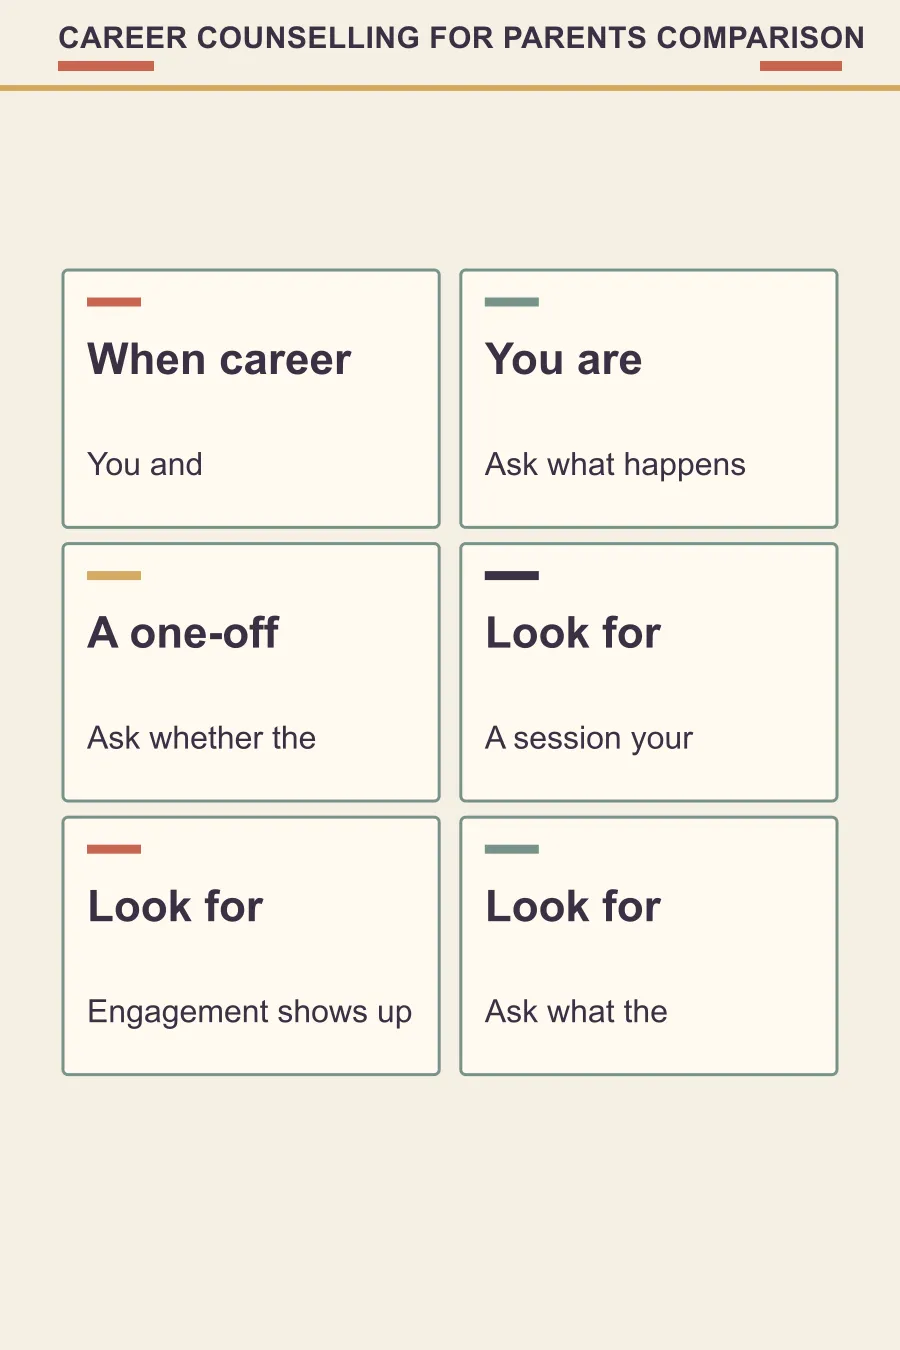 CAREER COUNSELLING FOR PARENTS COMPARISON
When career
You and
You are
Ask what happens
A one-off
Ask whether the
Look for
A session your
Look for
Engagement shows up
Look for
Ask what the